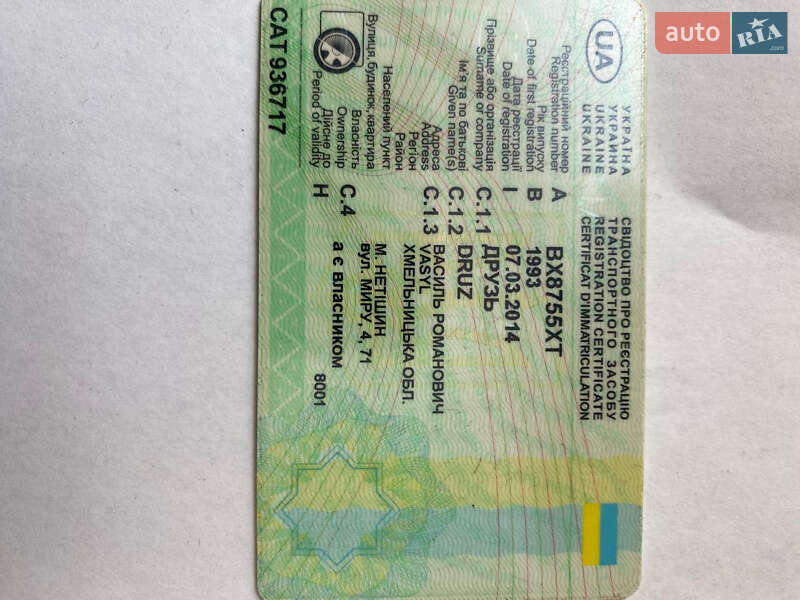 auto RIA.com
UA
УКРАЇНА
УКРАИНА
UKRAINE
UKRAINE
СВІДОЦТВО ПРО РЕЄСТРАЦІЮ
ТРАНСПОРТНОГО ЗАСОБУ
REGISTRATION CERTIFICATE
CERTIFICAT D'IMMATRICULATION
Реєстраційний номер
Registration number A BX8755XT
Рік випуску
Date of first registration B 1993
Дата реєстрації
Date of registration I 07.03.2014
Прізвище або організація
Surname or company C.1.1 ДРУЗЬ
DRUZ
Ім'я та по батькові
Given name(s) C.1.2 ВАСИЛЬ РОМАНОВИЧ
VASYL
Адреса
Address C.1.3 ХМЕЛЬНИЦЬКА ОБЛ.
Регіон
Район
Населений пункт М. НЕТІШИН
Вулиця, будинок, квартира вул. МИРУ, 4, 71
Власність
Ownership C.4 а є власником
Дійсне до
Period of validity H
8001
CAT 936717